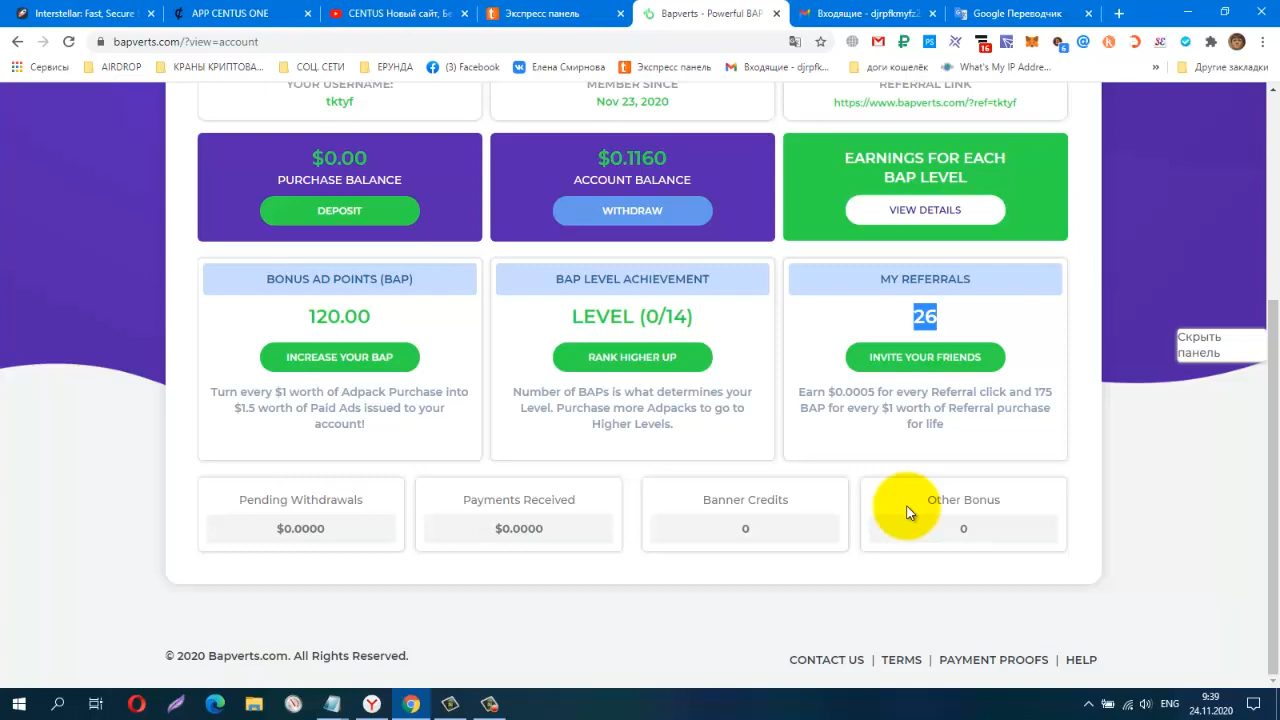 Interstellar: Fast, Secure
APP CENTUS ONE
CENTUS Новый сайт, Бе
Экспресс панель
Bapverts - Powerful BAP
Входящие - djrpfkmyfz2
Google Переводчик
bapverts.com/?view=account
16
6
Сервисы
AIRDROP
КРАНЫ КРИПТОВА...
СОЦ. СЕТИ
ЕРУНДА
(3) Facebook
Елена Смирнова
Экспресс панель
Входящие - djrpfk...
доги кошелёк
What's My IP Addre...
»
Другие закладки
YOUR USERNAME:
tktyf
MEMBER SINCE
Nov 23, 2020
REFERRAL LINK
https://www.bapverts.com/?ref=tktyf
$0.00
PURCHASE BALANCE
DEPOSIT
$0.1160
ACCOUNT BALANCE
WITHDRAW
EARNINGS FOR EACH
BAP LEVEL
VIEW DETAILS
BONUS AD POINTS (BAP)
120.00
INCREASE YOUR BAP
Turn every $1 worth of Adpack Purchase into
$1.5 worth of Paid Ads issued to your
account!
BAP LEVEL ACHIEVEMENT
LEVEL (0/14)
RANK HIGHER UP
Number of BAPs is what determines your
Level. Purchase more Adpacks to go to
Higher Levels.
MY REFERRALS
26
INVITE YOUR FRIENDS
Earn $0.0005 for every Referral click and 175
BAP for every $1 worth of Referral purchase
for life
Скрыть
панель
Pending Withdrawals
$0.0000
Payments Received
$0.0000
Banner Credits
0
Other Bonus
0
© 2020 Bapverts.com. All Rights Reserved.
CONTACT US | TERMS | PAYMENT PROOFS | HELP
ENG
9:39
24.11.2020